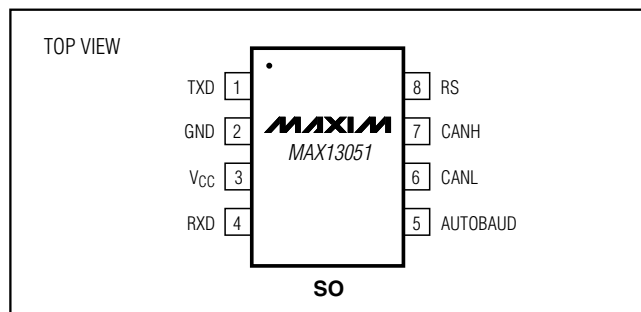 TOP VIEW
TXD 1
GND 2
VCC 3
RXD 4
MAXIM
MAX13051
8 RS
7 CANH
6 CANL
5 AUTOBAUD
SO